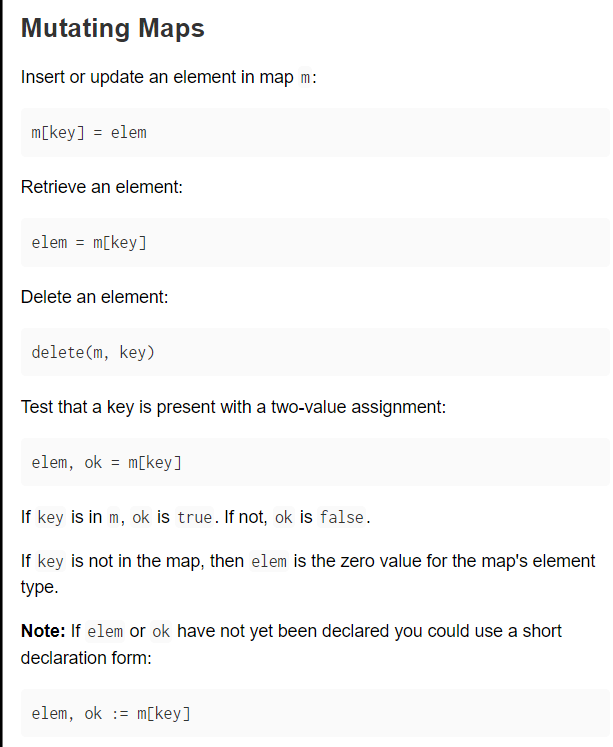 Mutating Maps
Insert or update an element in map m:
m[key] = elem
Retrieve an element:
elem = m[key]
Delete an element:
delete(m, key)
Test that a key is present with a two-value assignment:
elem, ok = m[key]
If key is in m, ok is true. If not, ok is false.
If key is not in the map, then elem is the zero value for the map's element
type.
Note: If elem or ok have not yet been declared you could use a short
declaration form:
elem, ok := m[key]